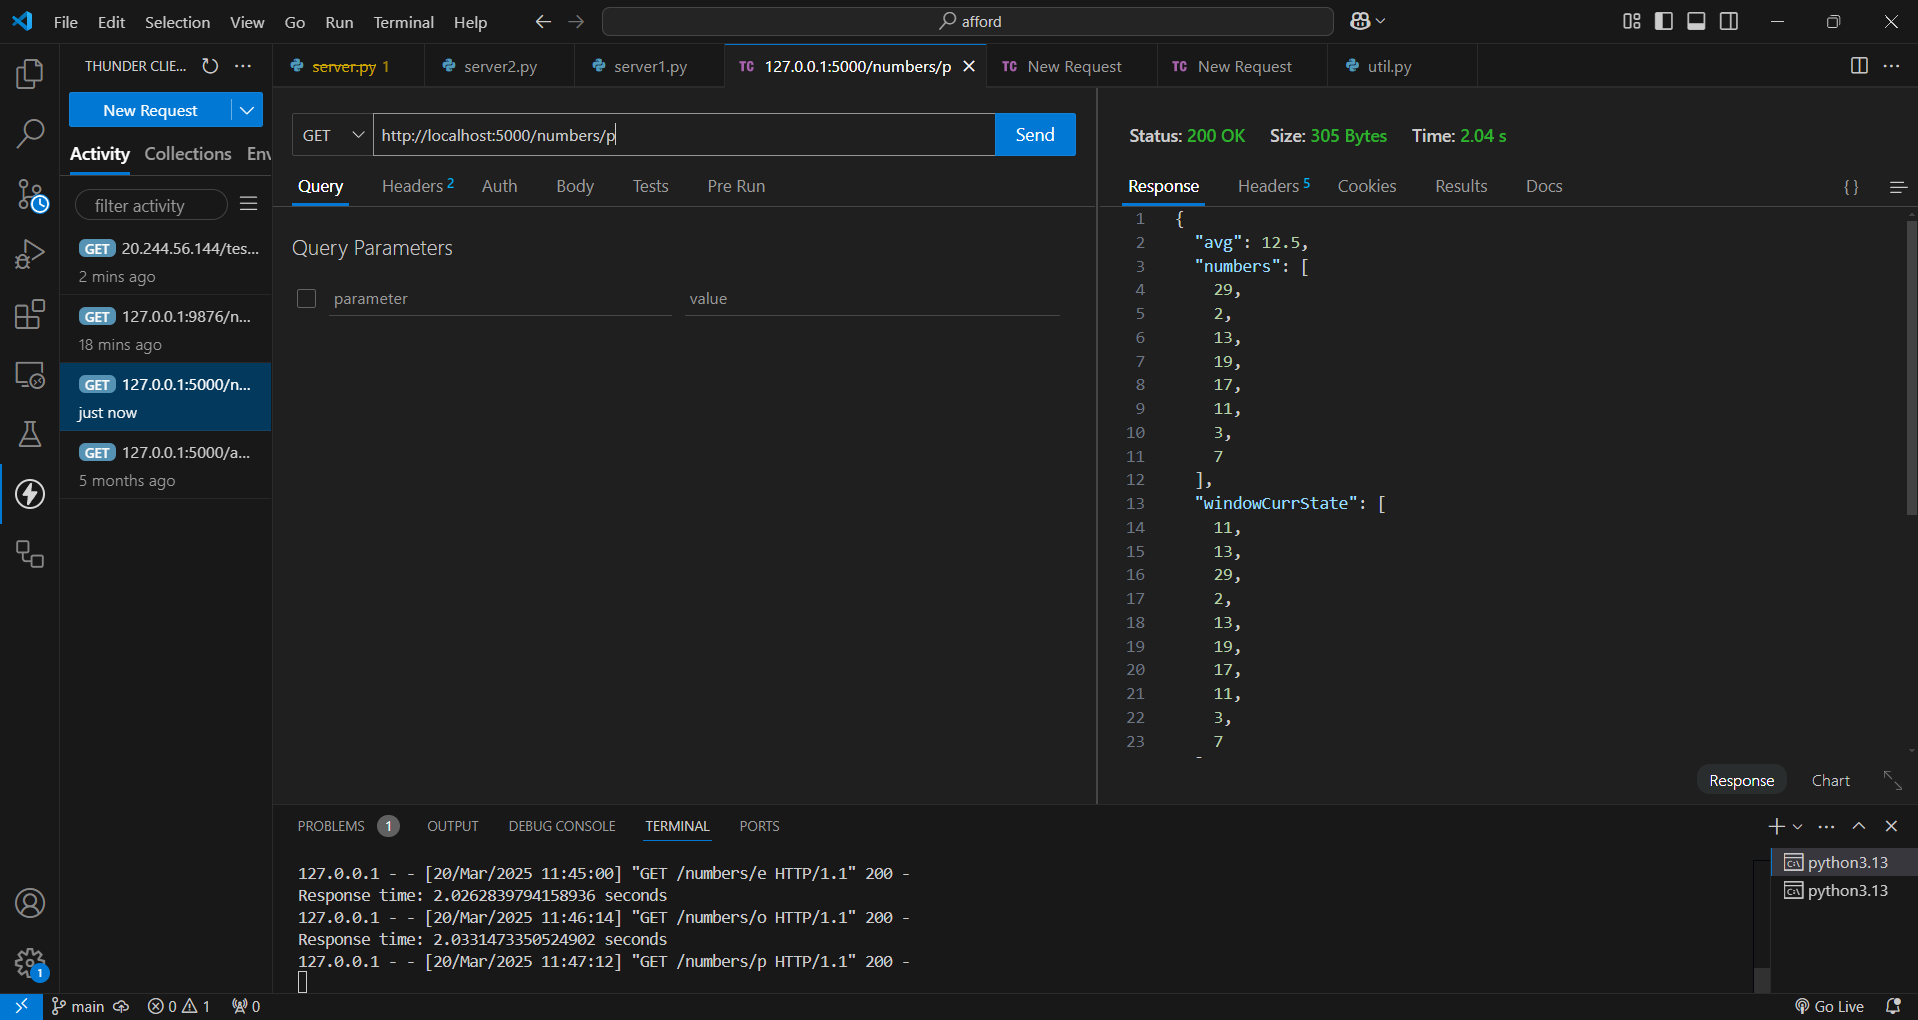 File Edit Selection View Go Run Terminal Help
afford
THUNDER CLIE...
server.py 1
server2.py
server1.py
TC 127.0.0.1:5000/numbers/p
TC New Request
TC New Request
util.py
New Request
Activity Collections Env
filter activity
GET 20.244.56.144/tes...
2 mins ago
GET 127.0.0.1:9876/n...
18 mins ago
GET 127.0.0.1:5000/n...
just now
GET 127.0.0.1:5000/a...
5 months ago
GET http://localhost:5000/numbers/p Send
Query Headers 2 Auth Body Tests Pre Run
Query Parameters
parameter value
Status: 200 OK Size: 305 Bytes Time: 2.04 s
Response Headers 5 Cookies Results Docs {}
1 {
2 "avg": 12.5,
3 "numbers": [
4 29,
5 2,
6 13,
7 19,
8 17,
9 11,
10 3,
11 7
12 ],
13 "windowCurrState": [
14 11,
15 13,
16 29,
17 2,
18 13,
19 19,
20 17,
21 11,
22 3,
23 7
Response Chart
PROBLEMS 1 OUTPUT DEBUG CONSOLE TERMINAL PORTS
127.0.0.1 - - [20/Mar/2025 11:45:00] "GET /numbers/e HTTP/1.1" 200 -
Response time: 2.0262839794158936 seconds
127.0.0.1 - - [20/Mar/2025 11:46:14] "GET /numbers/o HTTP/1.1" 200 -
Response time: 2.0331473350524902 seconds
127.0.0.1 - - [20/Mar/2025 11:47:12] "GET /numbers/p HTTP/1.1" 200 -
python3.13
python3.13
1
main 0 1 0 Go Live